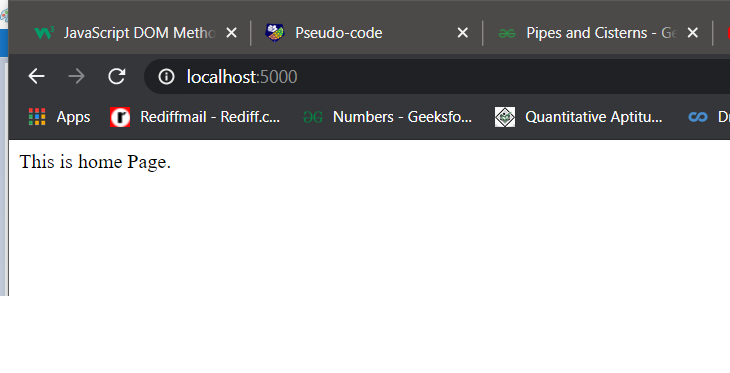 JavaScript DOM Metho Pseudo-code Pipes and Cisterns - Ge
localhost:5000
Apps Rediffmail - Rediff.c... Numbers - Geeksfo... Quantitative Aptitu... D
This is home Page.